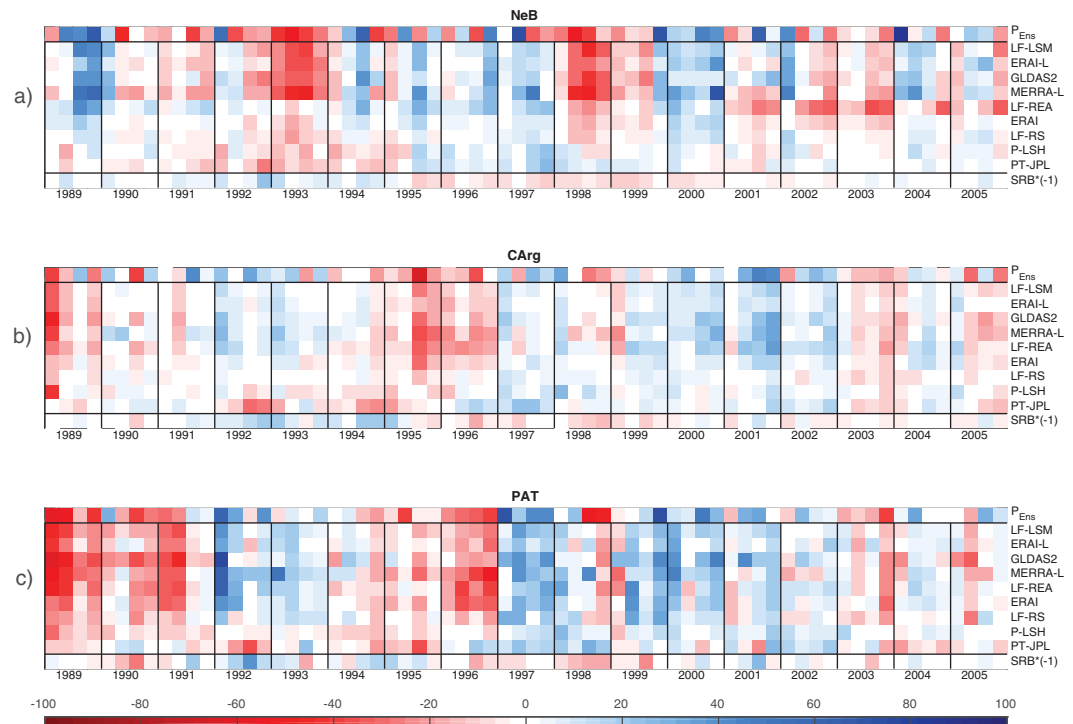 NeB
a)
P_Ens
LF-LSM
ERAI-L
GLDAS2
MERRA-L
LF-REA
ERAI
LF-RS
P-LSH
PT-JPL
SRB*(-1)
1989 1990 1991 1992 1993 1994 1995 1996 1997 1998 1999 2000 2001 2002 2003 2004 2005
CArg
b)
P_Ens
LF-LSM
ERAI-L
GLDAS2
MERRA-L
LF-REA
ERAI
LF-RS
P-LSH
PT-JPL
SRB*(-1)
1989 1990 1991 1992 1993 1994 1995 1996 1997 1998 1999 2000 2001 2002 2003 2004 2005
PAT
c)
P_Ens
LF-LSM
ERAI-L
GLDAS2
MERRA-L
LF-REA
ERAI
LF-RS
P-LSH
PT-JPL
SRB*(-1)
1989 1990 1991 1992 1993 1994 1995 1996 1997 1998 1999 2000 2001 2002 2003 2004 2005
-100 -80 -60 -40 -20 0 20 40 60 80 100